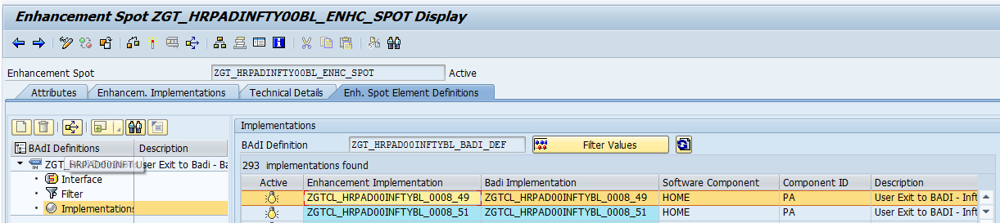 Enhancement Spot ZGT_HRPADINFTY00BL_ENHC_SPOT Display
Enhancement Spot ZGT_HRPADINFTY00BL_ENHC_SPOT Active
Attributes Enhancem. Implementations Technical Details Enh. Spot Element Definitions
BAdI Definitions Description
ZGT_HRPAD00INFT User Exit to Badi - Ba
Interface
Filter
Implementations
Implementations
BAdI Definition ZGT_HRPAD00INFTYBL_BADI_DEF Filter Values
293 implementations found
Active Enhancement Implementation Badi Implementation Software Component Component ID Description
ZGTCL_HRPAD00INFTYBL_0008_49 ZGTCL_HRPAD00INFTYBL_0008_49 HOME PA User Exit to BADI - Inft
ZGTCL_HRPAD00INFTYBL_0008_51 ZGTCL_HRPAD00INFTYBL_0008_51 HOME PA User Exit to BADI - Inft